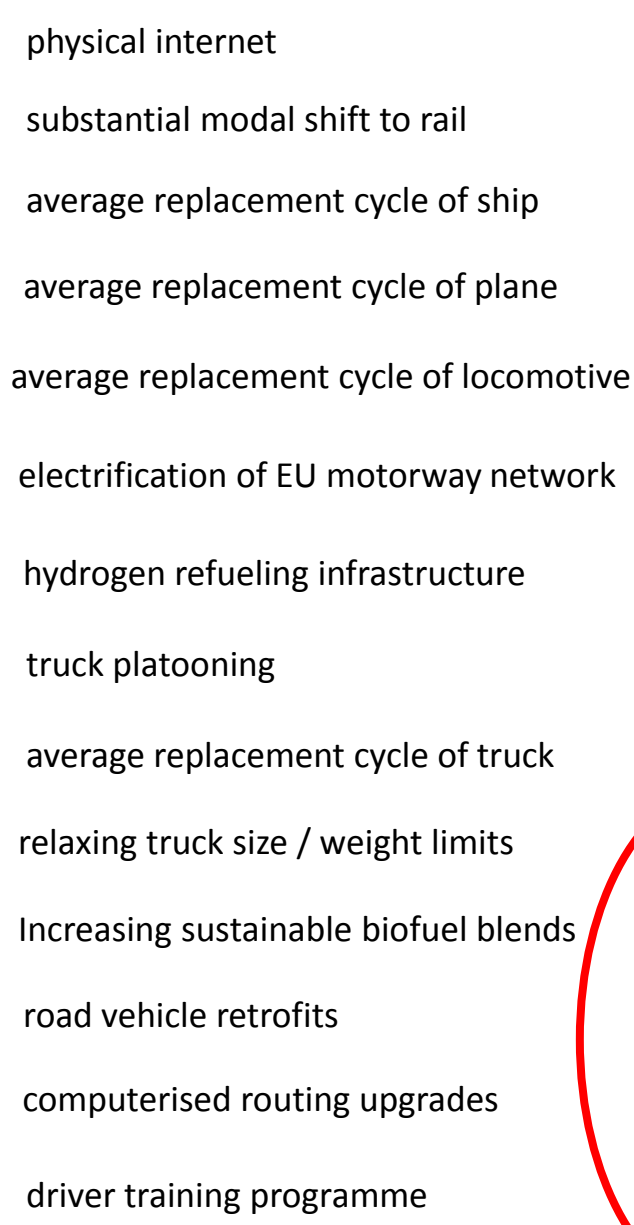 physical internet
substantial modal shift to rail
average replacement cycle of ship
average replacement cycle of plane
average replacement cycle of locomotive
electrification of EU motorway network
hydrogen refueling infrastructure
truck platooning
average replacement cycle of truck
relaxing truck size / weight limits
Increasing sustainable biofuel blends
road vehicle retrofits
computerised routing upgrades
driver training programme